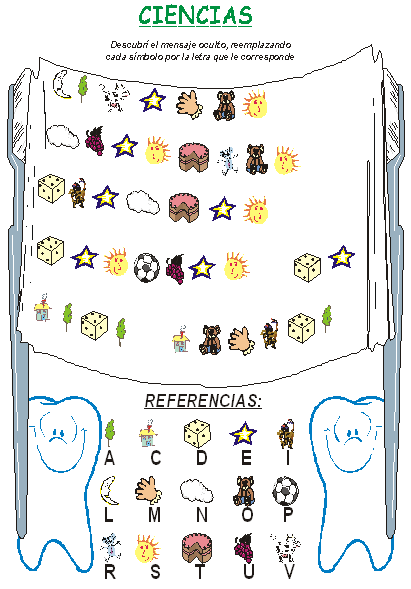 CIENCIAS
Descubrí el mensaje oculto, reemplazando
cada símbolo por la letra que le corresponde
REFERENCIAS:
A C D E I
L M N O P
R S T U V